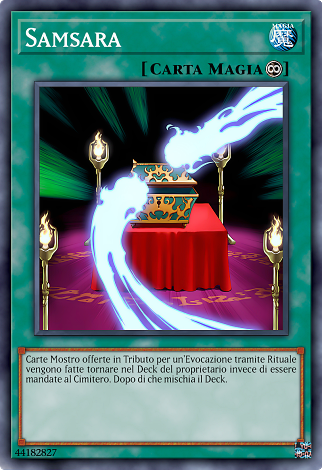 Samsara
MAGIA
魔
[CARTA MAGIA∞]
Carte Mostro offerte in Tributo per un'Evocazione tramite Rituale
vengono fatte tornare nel Deck del proprietario invece di essere
mandate al Cimitero. Dopo di che mischia il Deck.
44182827